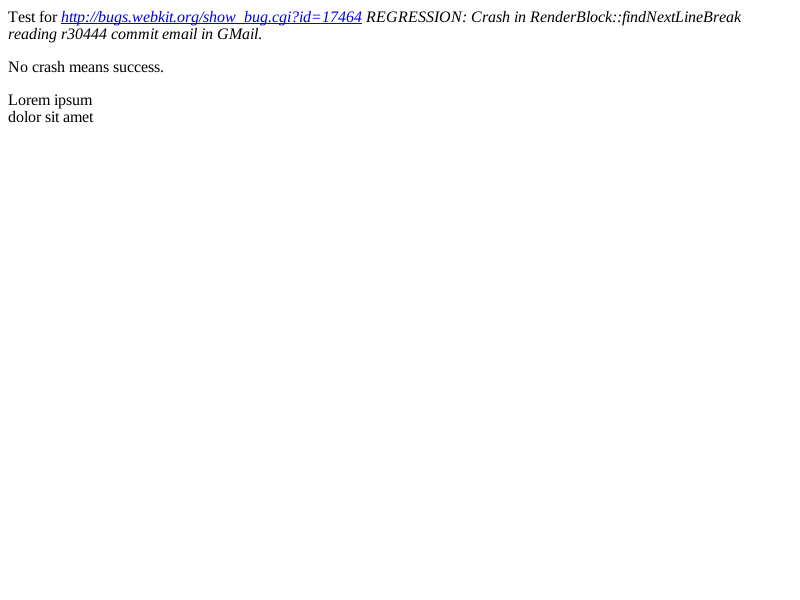 Test for http://bugs.webkit.org/show_bug.cgi?id=17464 REGRESSION: Crash in RenderBlock::findNextLineBreak
reading r30444 commit email in GMail.
No crash means success.
Lorem ipsum
dolor sit amet